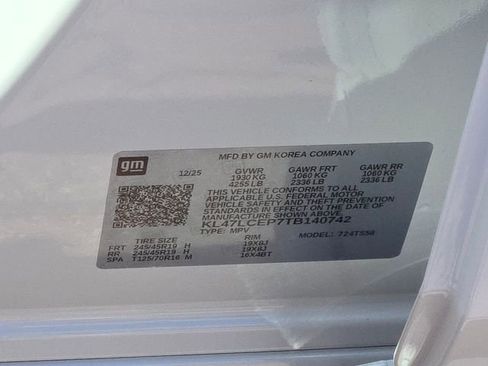 gm
MFD BY GM KOREA COMPANY
12/25 GVWR GAWR FRT GAWR RR
1930 KG 1060 KG 1060 KG
4255 LB 2336 LB 2336 LB
THIS VEHICLE CONFORMS TO ALL
APPLICABLE U.S. FEDERAL MOTOR
VEHICLE SAFETY AND THEFT PREVENTION
STANDARDS IN EFFECT ON THE DATE OF
MANUFACTURE SHOWN ABOVE.
KL47LCEP7TB140742
TYPE: MPV MODEL: 724TS58
TIRE SIZE RIM
FRT 245/45R19 H 19X8J
RR 245/45R19 H 19X8J
SPA T125/70R16 M 16X4BT